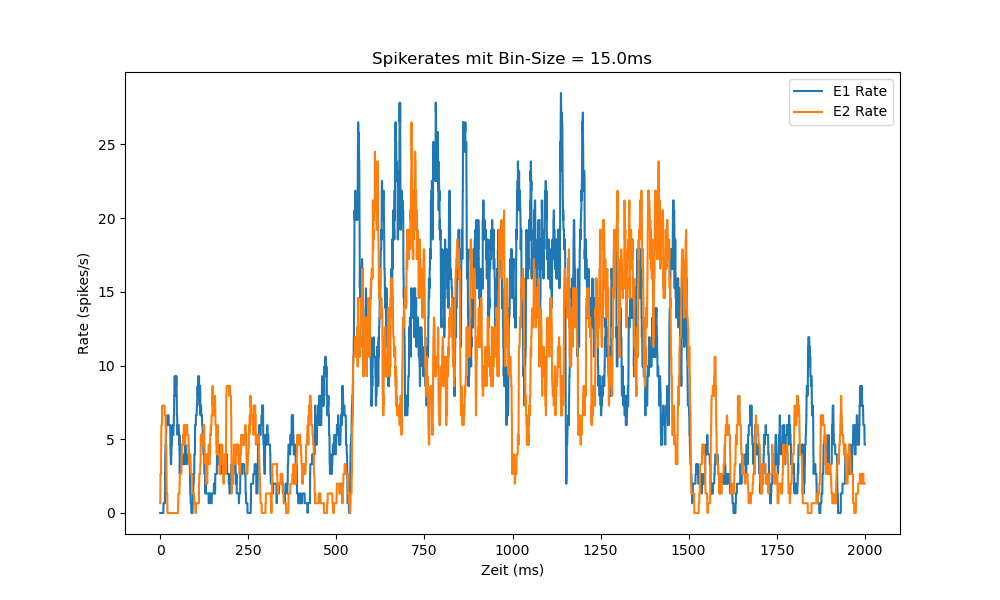 Spikerates mit Bin-Size = 15.0ms
E1 Rate
E2 Rate
Rate (spikes/s)
25
20
15
10
5
0
0 250 500 750 1000 1250 1500 1750 2000
Zeit (ms)